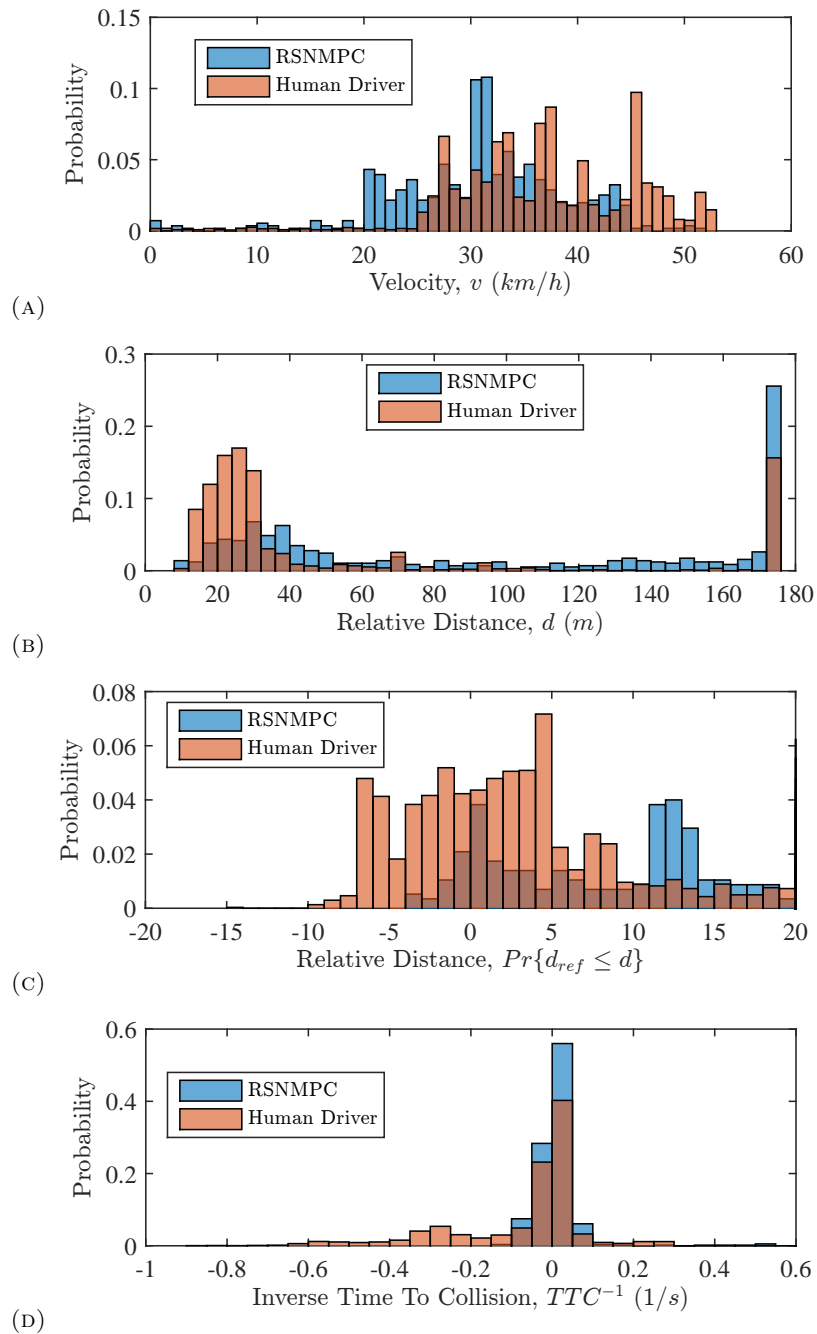 0.15
0.1
0.05
0
Probability
RSNMPC
Human Driver
0 10 20 30 40 50 60
Velocity, v (km/h)
(A)
0.3
0.2
0.1
0
Probability
RSNMPC
Human Driver
0 20 40 60 80 100 120 140 160 180
Relative Distance, d (m)
(B)
0.08
0.06
0.04
0.02
0
Probability
RSNMPC
Human Driver
-20 -15 -10 -5 0 5 10 15 20
Relative Distance, Pr{d_ref ≤ d}
(C)
0.6
0.4
0.2
0
Probability
RSNMPC
Human Driver
-1 -0.8 -0.6 -0.4 -0.2 0 0.2 0.4 0.6
Inverse Time To Collision, TTC⁻¹ (1/s)
(D)